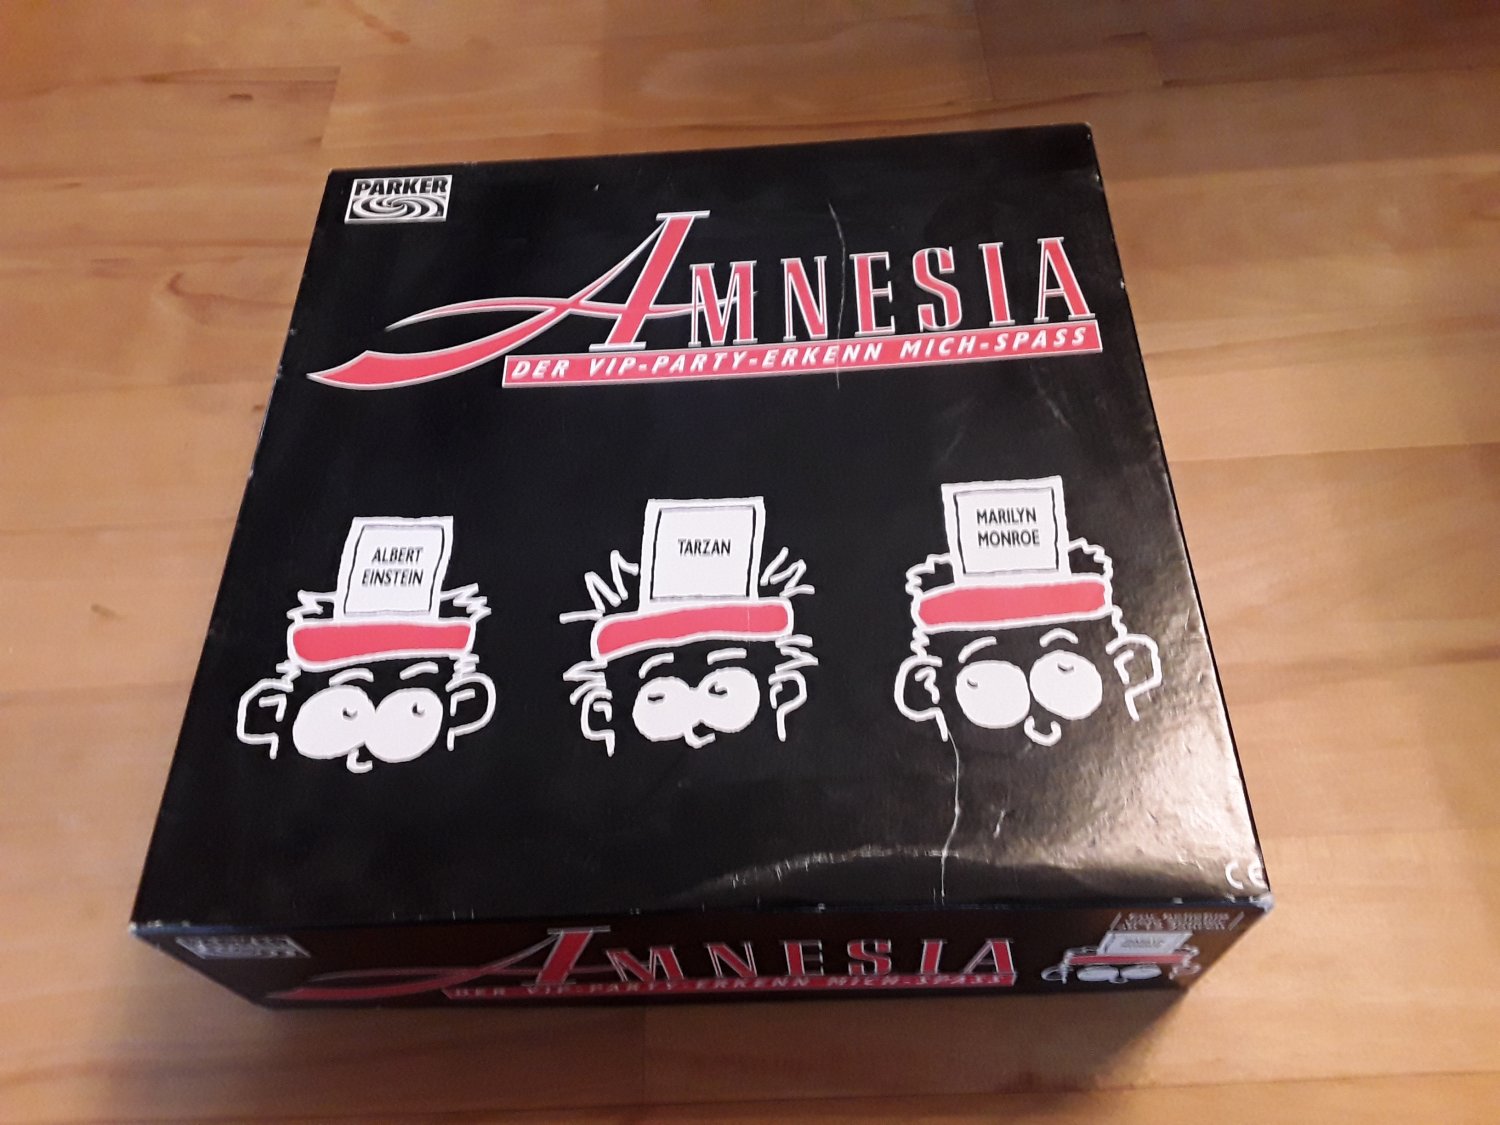 PARKER
AMNESIA
DER VIP-PARTY-ERKENN MICH-SPASS
ALBERT
EINSTEIN
TARZAN
MARILYN
MONROE
CE
AMNESIA
DER VIP-PARTY-ERKENN MICH-SPASS